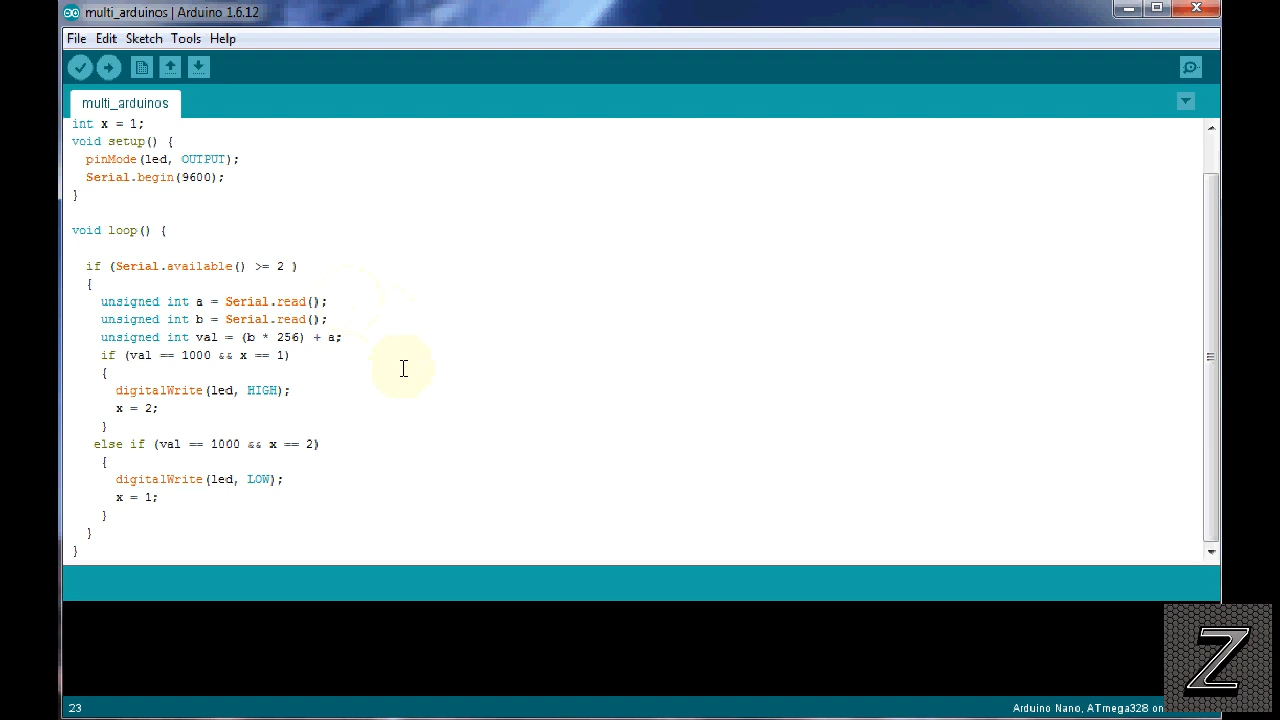 multi_arduinos | Arduino 1.6.12
File Edit Sketch Tools Help
multi_arduinos
int x = 1;
void setup() {
  pinMode(led, OUTPUT);
  Serial.begin(9600);
}
void loop() {
  if (Serial.available() >= 2 )
  {
    unsigned int a = Serial.read();
    unsigned int b = Serial.read();
    unsigned int val = (b * 256) + a;
    if (val == 1000 && x == 1)
    {
      digitalWrite(led, HIGH);
      x = 2;
    }
   else if (val == 1000 && x == 2)
    {
      digitalWrite(led, LOW);
      x = 1;
    }
  }
}
23
Arduino Nano, ATmega328 on
Z